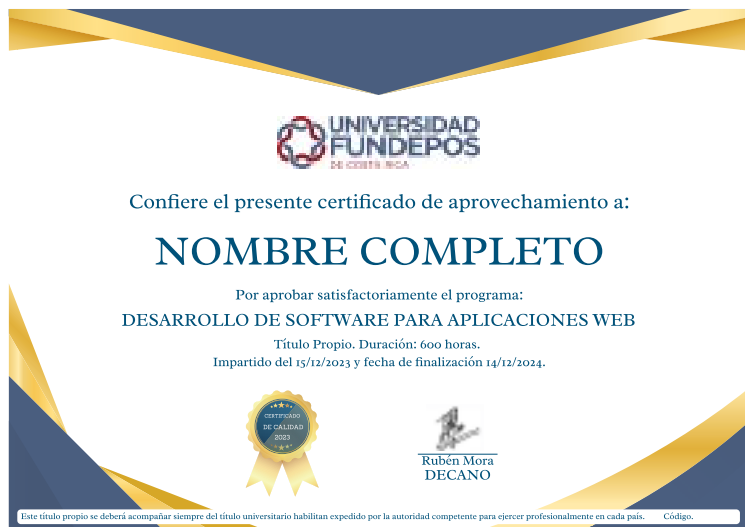 UNIVERSIDAD
FUNDEPOS
DE COSTA RICA
Confiere el presente certificado de aprovechamiento a:
NOMBRE COMPLETO
Por aprobar satisfactoriamente el programa:
DESARROLLO DE SOFTWARE PARA APLICACIONES WEB
Título Propio. Duración: 600 horas.
Impartido del 15/12/2023 y fecha de finalización 14/12/2024.
CERTIFICADO
DE CALIDAD
2023
Rubén Mora
DECANO
Este título propio se deberá acompañar siempre del título universitario habilitan expedido por la autoridad competente para ejercer profesionalmente en cada país. Código.